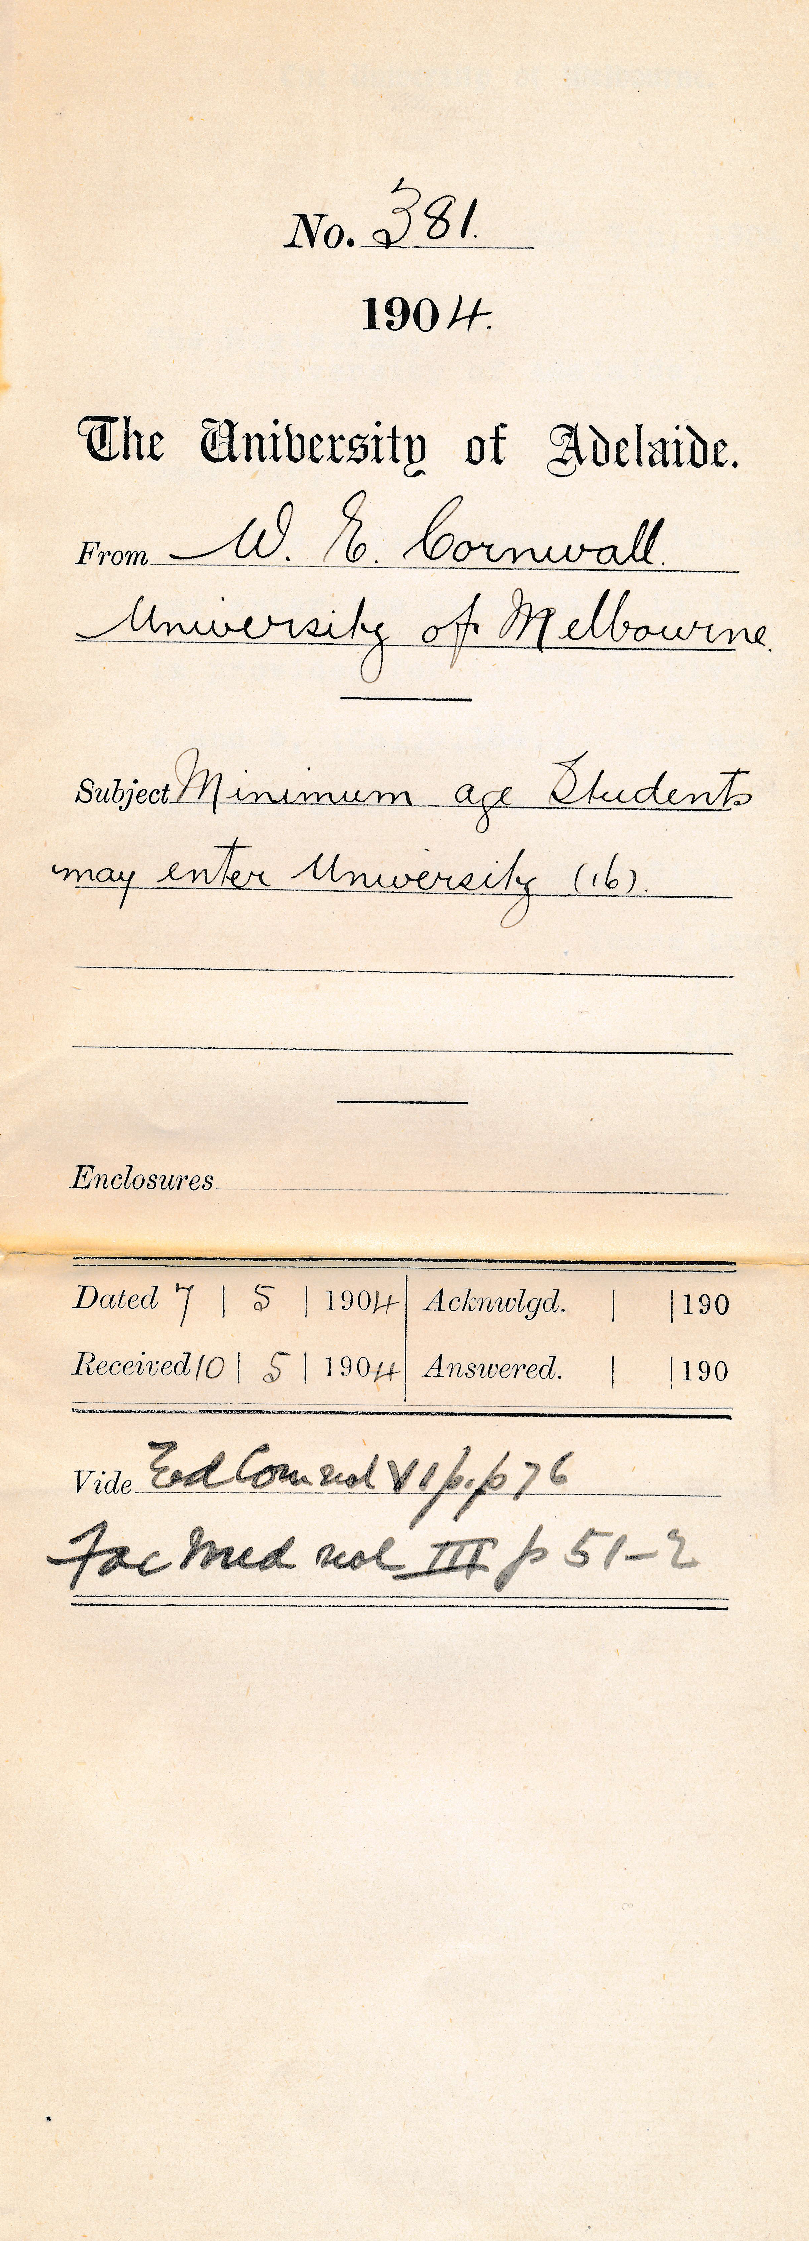 No. 381.
1904.
The University of Adelaide.
From W. E. Cornwall.
University of Melbourne.
Subject Minimum age Students
may enter University (16).
Enclosures
Dated 7 | 5 | 1904 Acknwlgd. | | 190
Received 10 | 5 | 1904 Answered. | | 190
Vide Ed Com vol VI p. 76
Fac Med vol III p 51-2